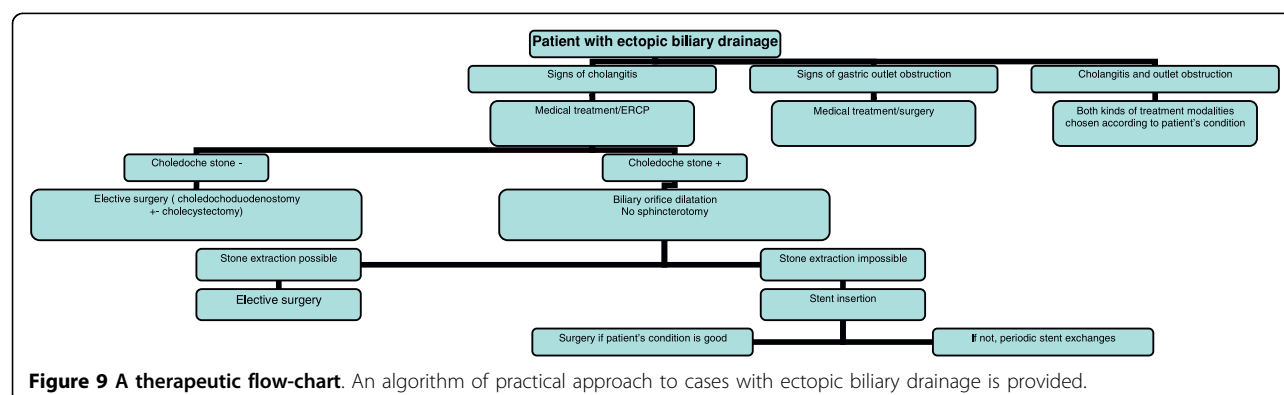 Patient with ectopic biliary drainage
Signs of cholangitis
Signs of gastric outlet obstruction
Cholangitis and outlet obstruction
Medical treatment/ERCP
Medical treatment/surgery
Both kinds of treatment modalities
chosen according to patient's condition
Choledoche stone -
Choledoche stone +
Elective surgery ( choledochoduodenostomy
+- cholecystectomy)
Biliary orifice dilatation
No sphincterotomy
Stone extraction possible
Stone extraction impossible
Elective surgery
Stent insertion
Surgery if patient's condition is good
If not, periodic stent exchanges
Figure 9 A therapeutic flow-chart. An algorithm of practical approach to cases with ectopic biliary drainage is provided.